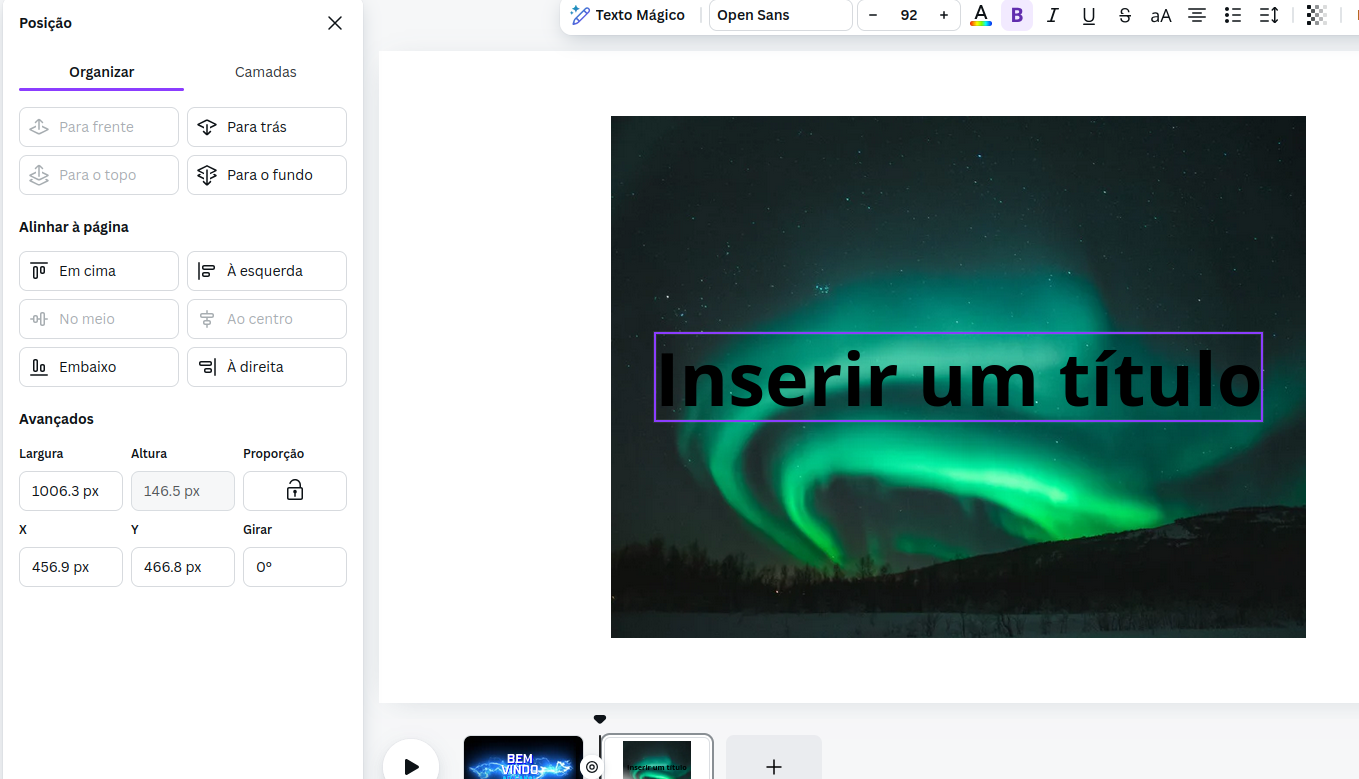 Posição
Texto Mágico
Open Sans
– 92 +
A B I U S aA
Organizar Camadas
Para frente Para trás
Para o topo Para o fundo
Alinhar à página
Em cima À esquerda
No meio Ao centro
Embaixo À direita
Avançados
Largura Altura Proporção
1006.3 px 146.5 px
X Y Girar
456.9 px 466.8 px 0°
Inserir um título
BEM
VINDO
Inserir um título